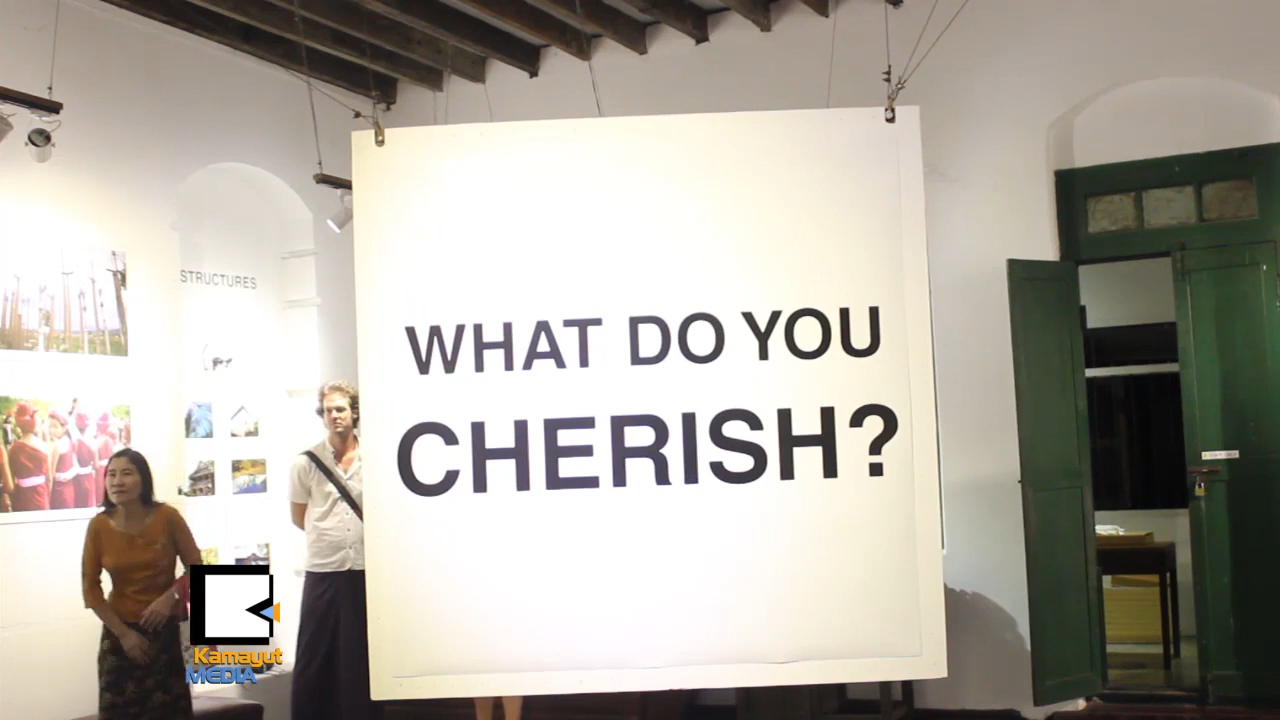 STRUCTURES
WHAT DO YOU
CHERISH?
Kamayut
MEDIA